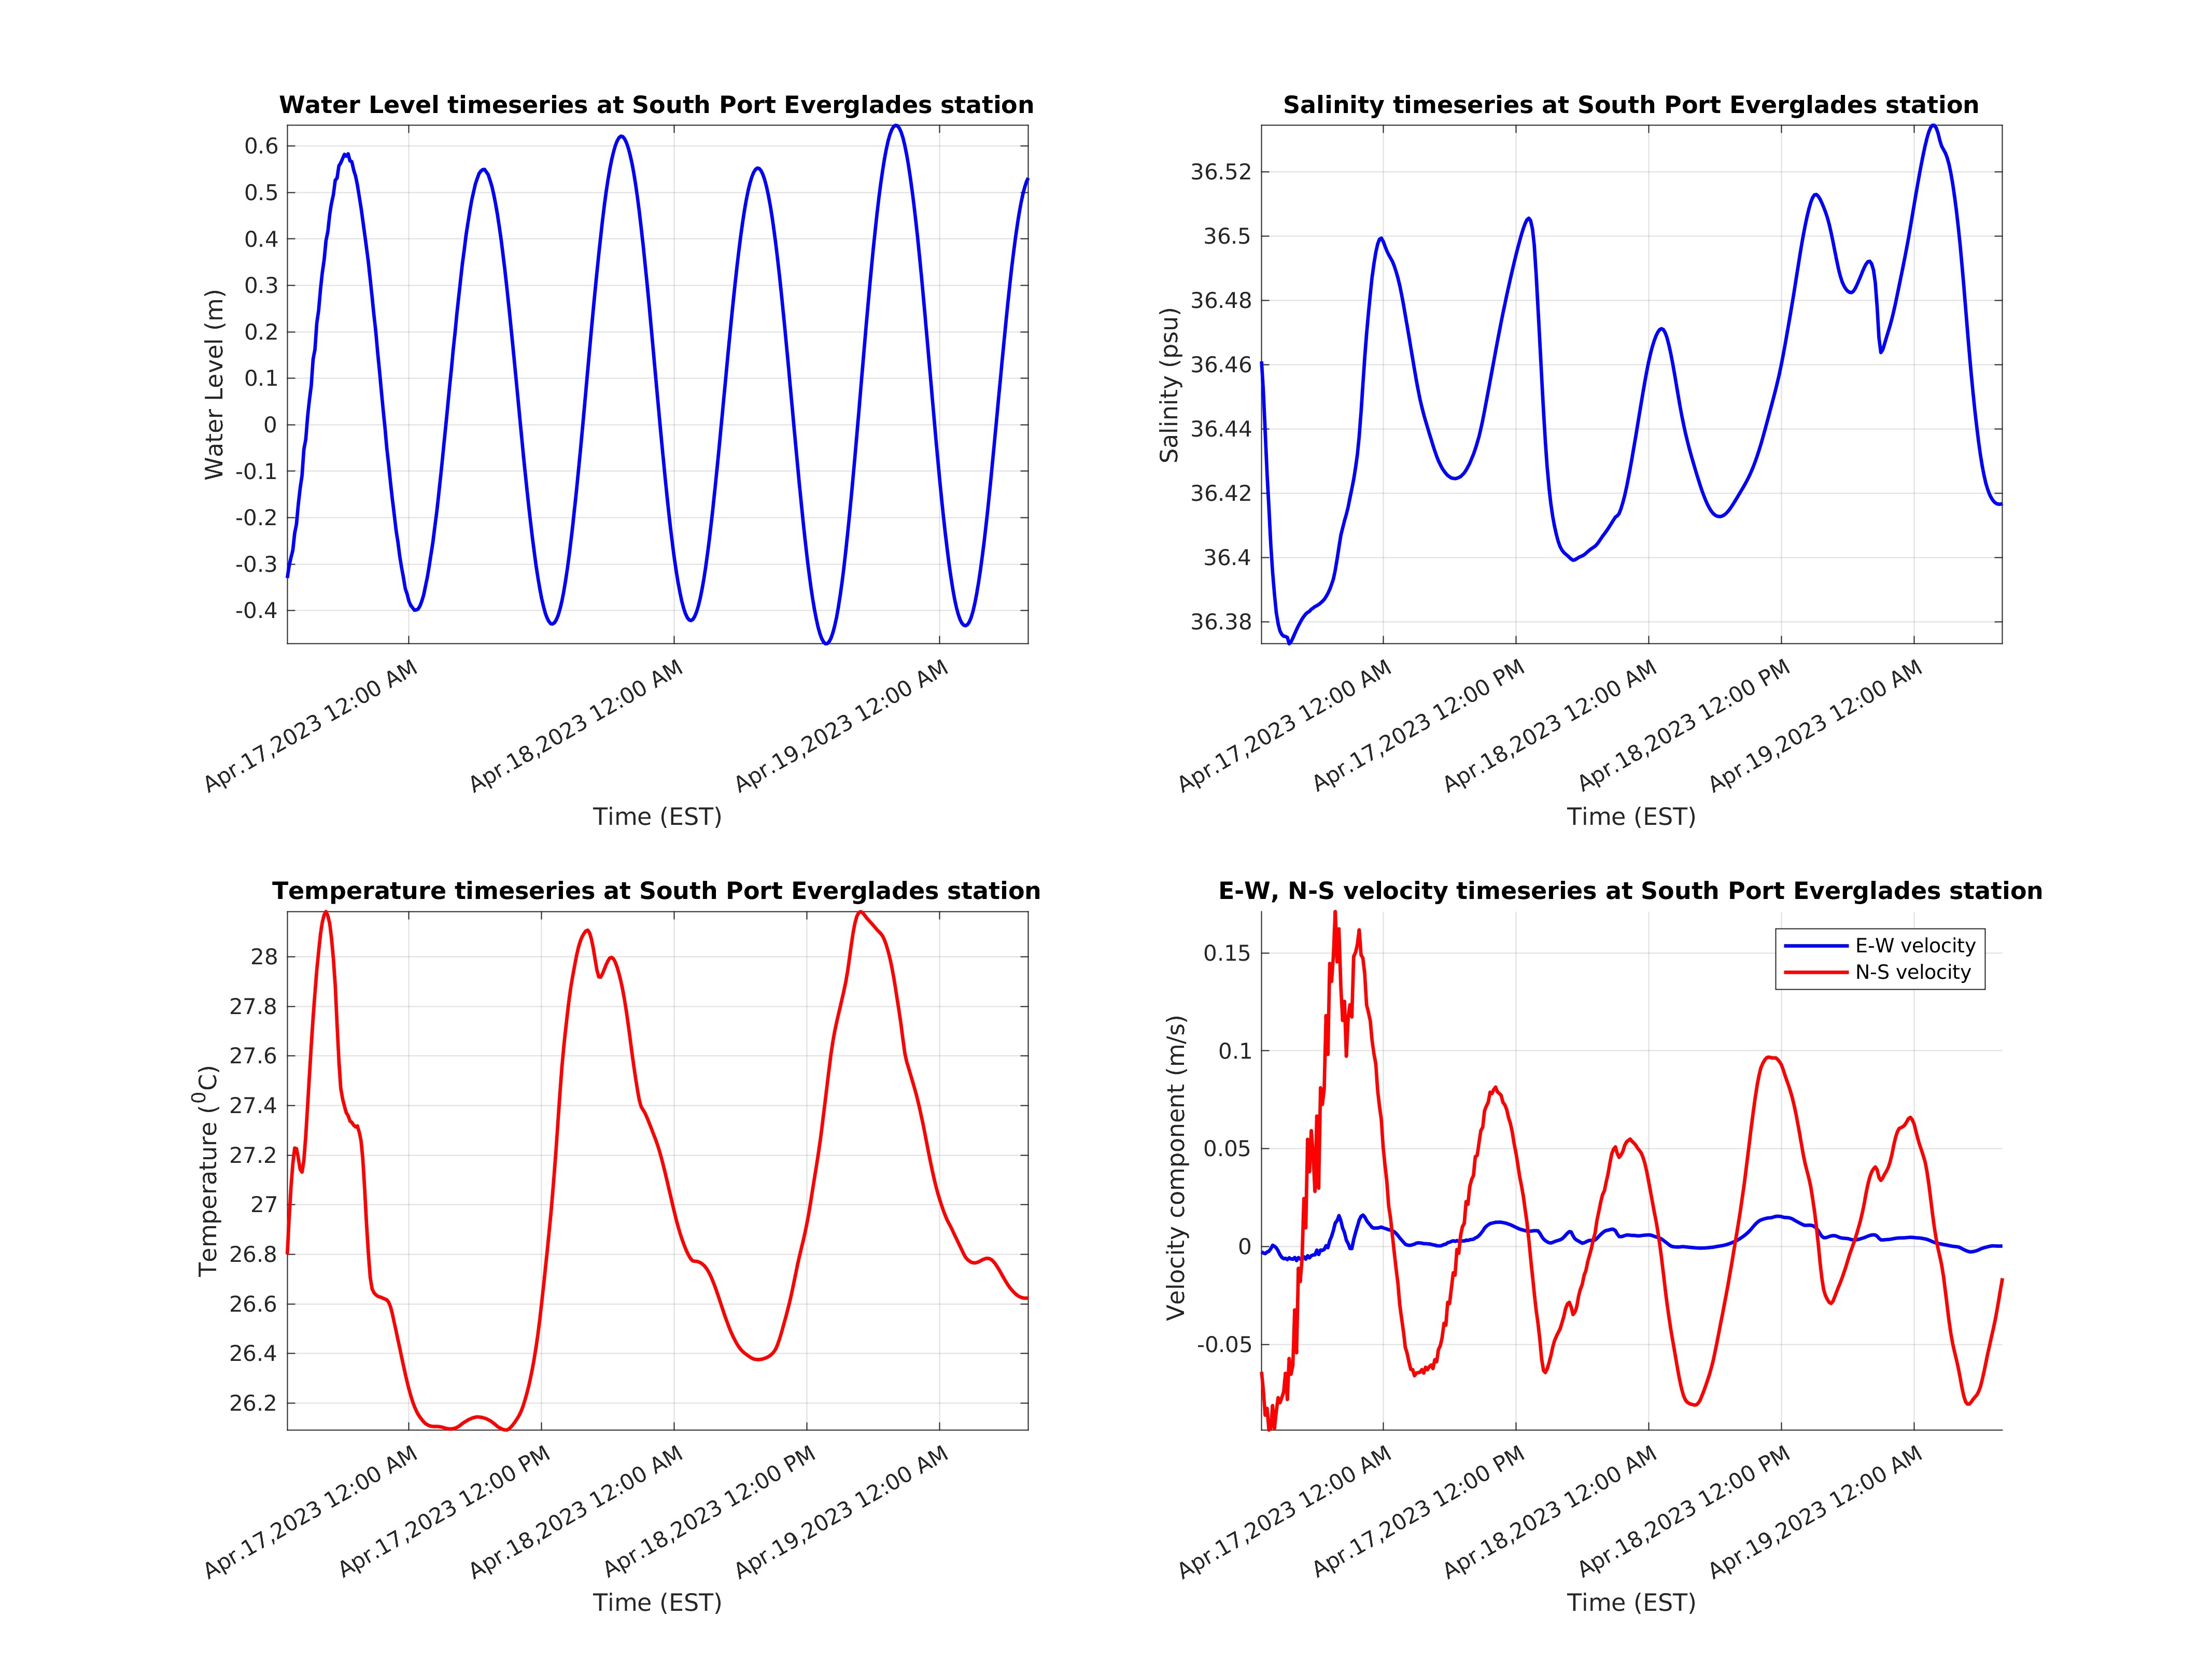 Water Level timeseries at South Port Everglades station
0.6
0.5
0.4
0.3
0.2
0.1
0
-0.1
-0.2
-0.3
-0.4
Water Level (m)
Apr.17,2023 12:00 AM
Apr.18,2023 12:00 AM
Apr.19,2023 12:00 AM
Time (EST)
Salinity timeseries at South Port Everglades station
36.52
36.5
36.48
36.46
36.44
36.42
36.4
36.38
Salinity (psu)
Apr.17,2023 12:00 AM
Apr.17,2023 12:00 PM
Apr.18,2023 12:00 AM
Apr.18,2023 12:00 PM
Apr.19,2023 12:00 AM
Time (EST)
Temperature timeseries at South Port Everglades station
28
27.8
27.6
27.4
27.2
27
26.8
26.6
26.4
26.2
Temperature (⁰C)
Apr.17,2023 12:00 AM
Apr.17,2023 12:00 PM
Apr.18,2023 12:00 AM
Apr.18,2023 12:00 PM
Apr.19,2023 12:00 AM
Time (EST)
E-W, N-S velocity timeseries at South Port Everglades station
E-W velocity
N-S velocity
0.15
0.1
0.05
0
-0.05
Velocity component (m/s)
Apr.17,2023 12:00 AM
Apr.17,2023 12:00 PM
Apr.18,2023 12:00 AM
Apr.18,2023 12:00 PM
Apr.19,2023 12:00 AM
Time (EST)